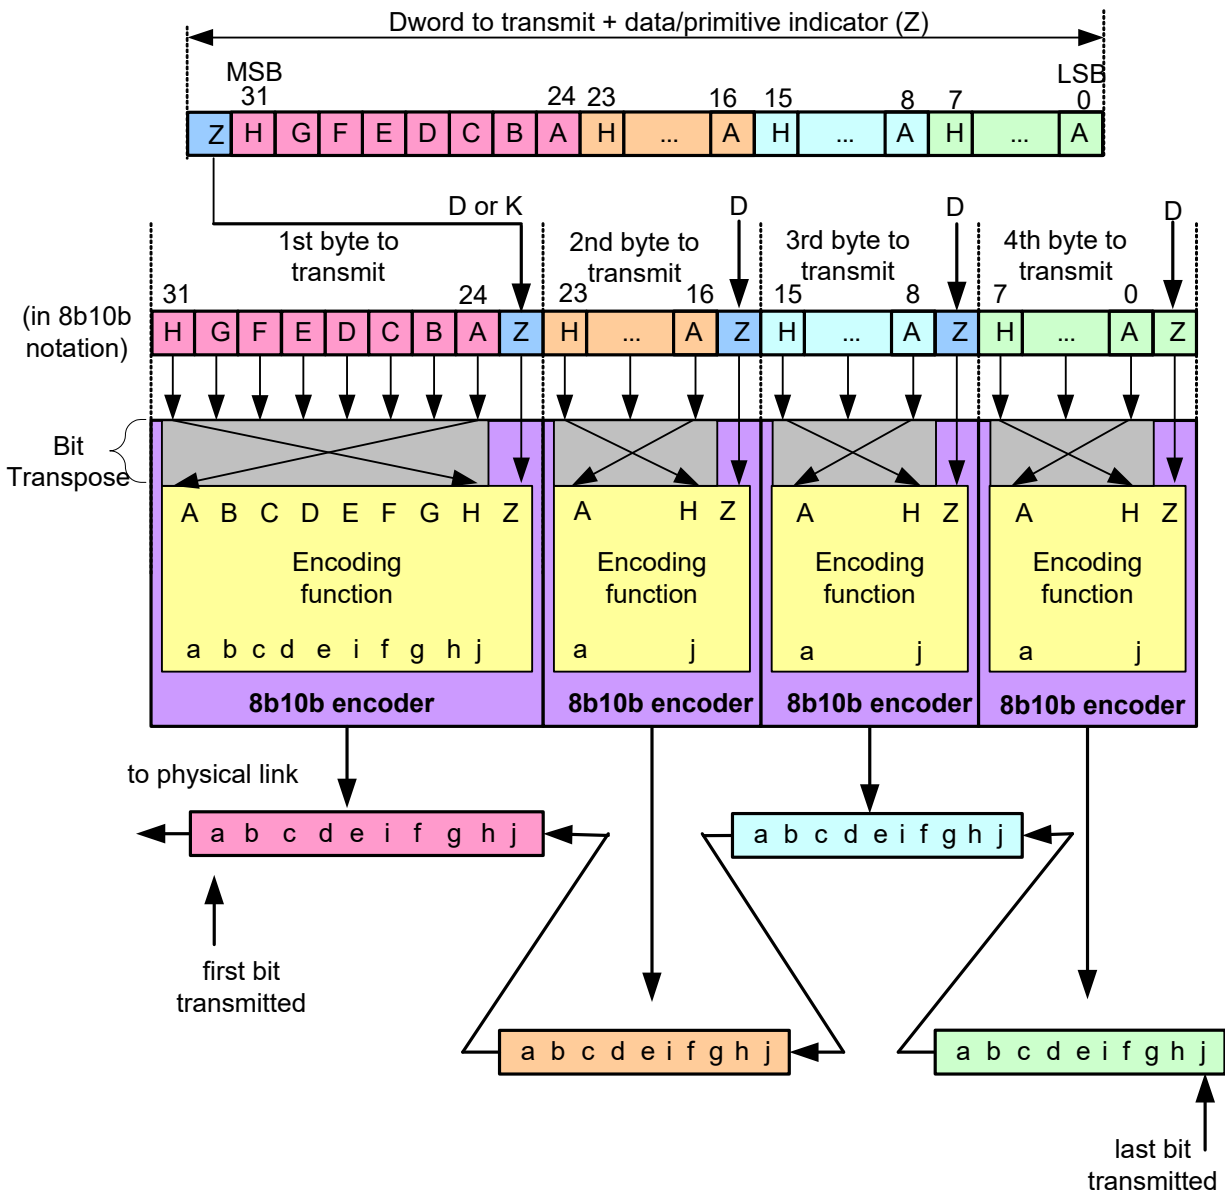 Dword to transmit + data/primitive indicator (Z)
MSB
LSB
31 24 23 16 15 8 7 0
Z H G F E D C B A H ... A H ... A H ... A
D or K D D D
1st byte to
transmit
2nd byte to
transmit
3rd byte to
transmit
4th byte to
transmit
31 24 23 16 15 8 7 0
(in 8b10b
notation)
H G F E D C B A Z H ... A Z H ... A Z H ... A Z
Bit
Transpose
A B C D E F G H Z A H Z A H Z A H Z
Encoding
function
Encoding
function
Encoding
function
Encoding
function
a b c d e i f g h j a j a j a j
8b10b encoder 8b10b encoder 8b10b encoder 8b10b encoder
to physical link
a b c d e i f g h j
a b c d e i f g h j
first bit
transmitted
a b c d e i f g h j
a b c d e i f g h j
last bit
transmitted